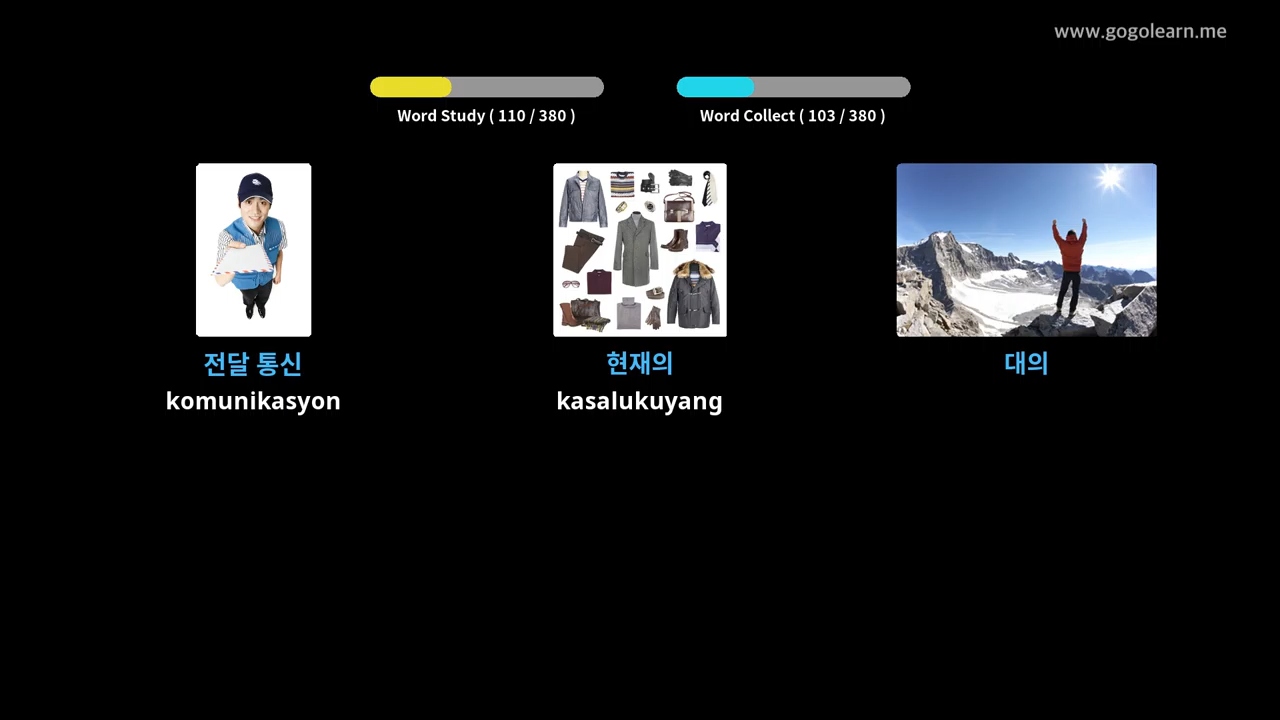 www.gogolearn.me
Word Study ( 110 / 380 )
Word Collect ( 103 / 380 )
전달 통신
komunikasyon
현재의
kasalukuyang
대의